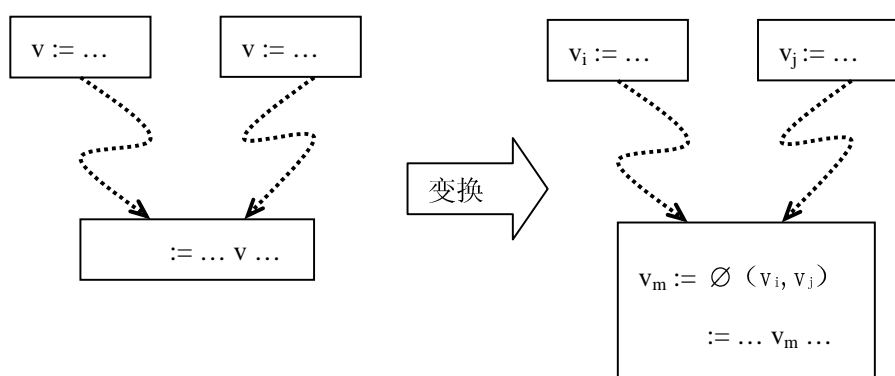 v := …
v := …
:= … v …
变换
vᵢ := …
vⱼ := …
vₘ := ∅（vᵢ, vⱼ）
:= … vₘ …